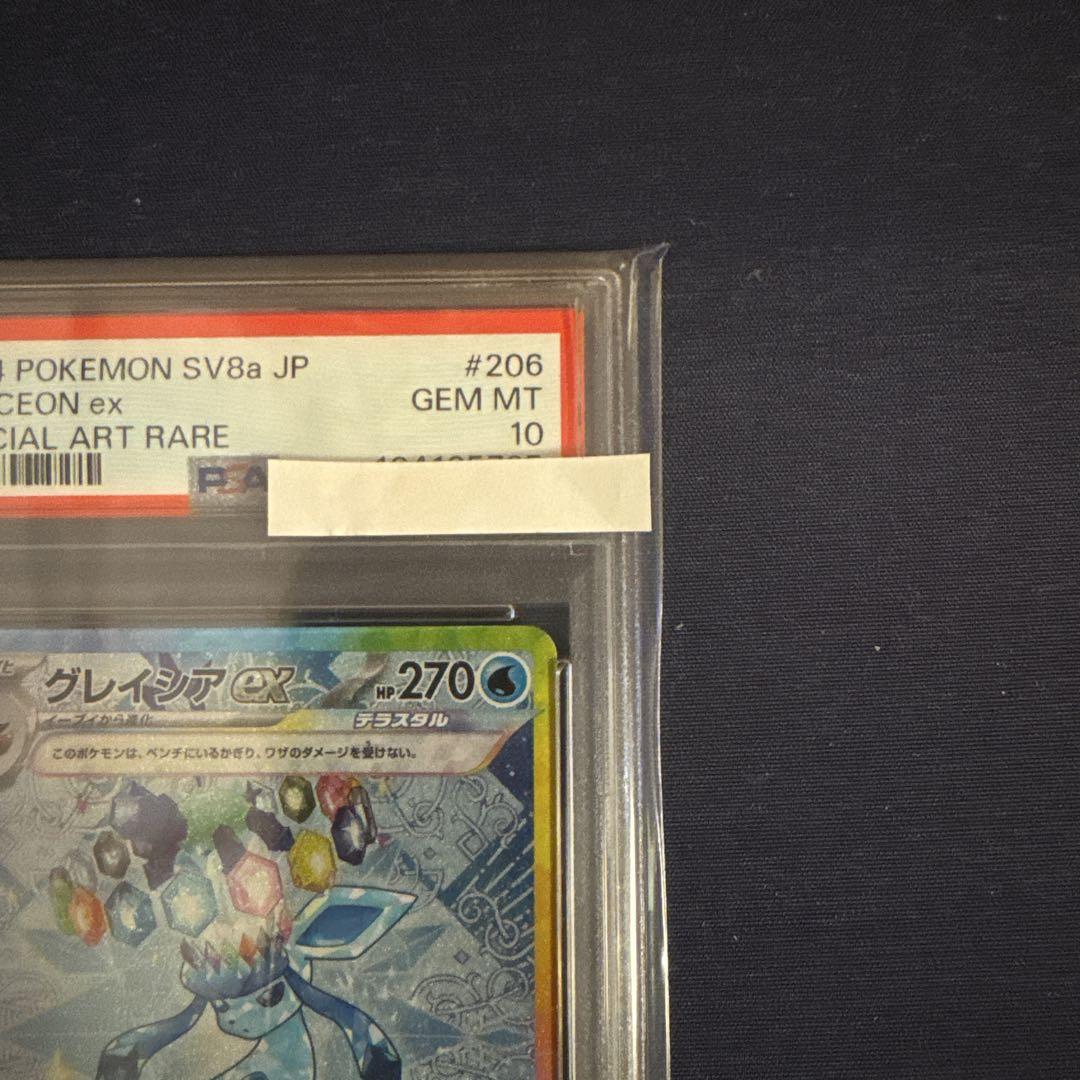 4 POKEMON SV8a JP #206
CEON ex GEM MT
CIAL ART RARE 10
PSA
グレイシア ex HP 270
イーブイから進化 テラスタル
このポケモンは、ベンチにいるかぎり、ワザのダメージを受けない。